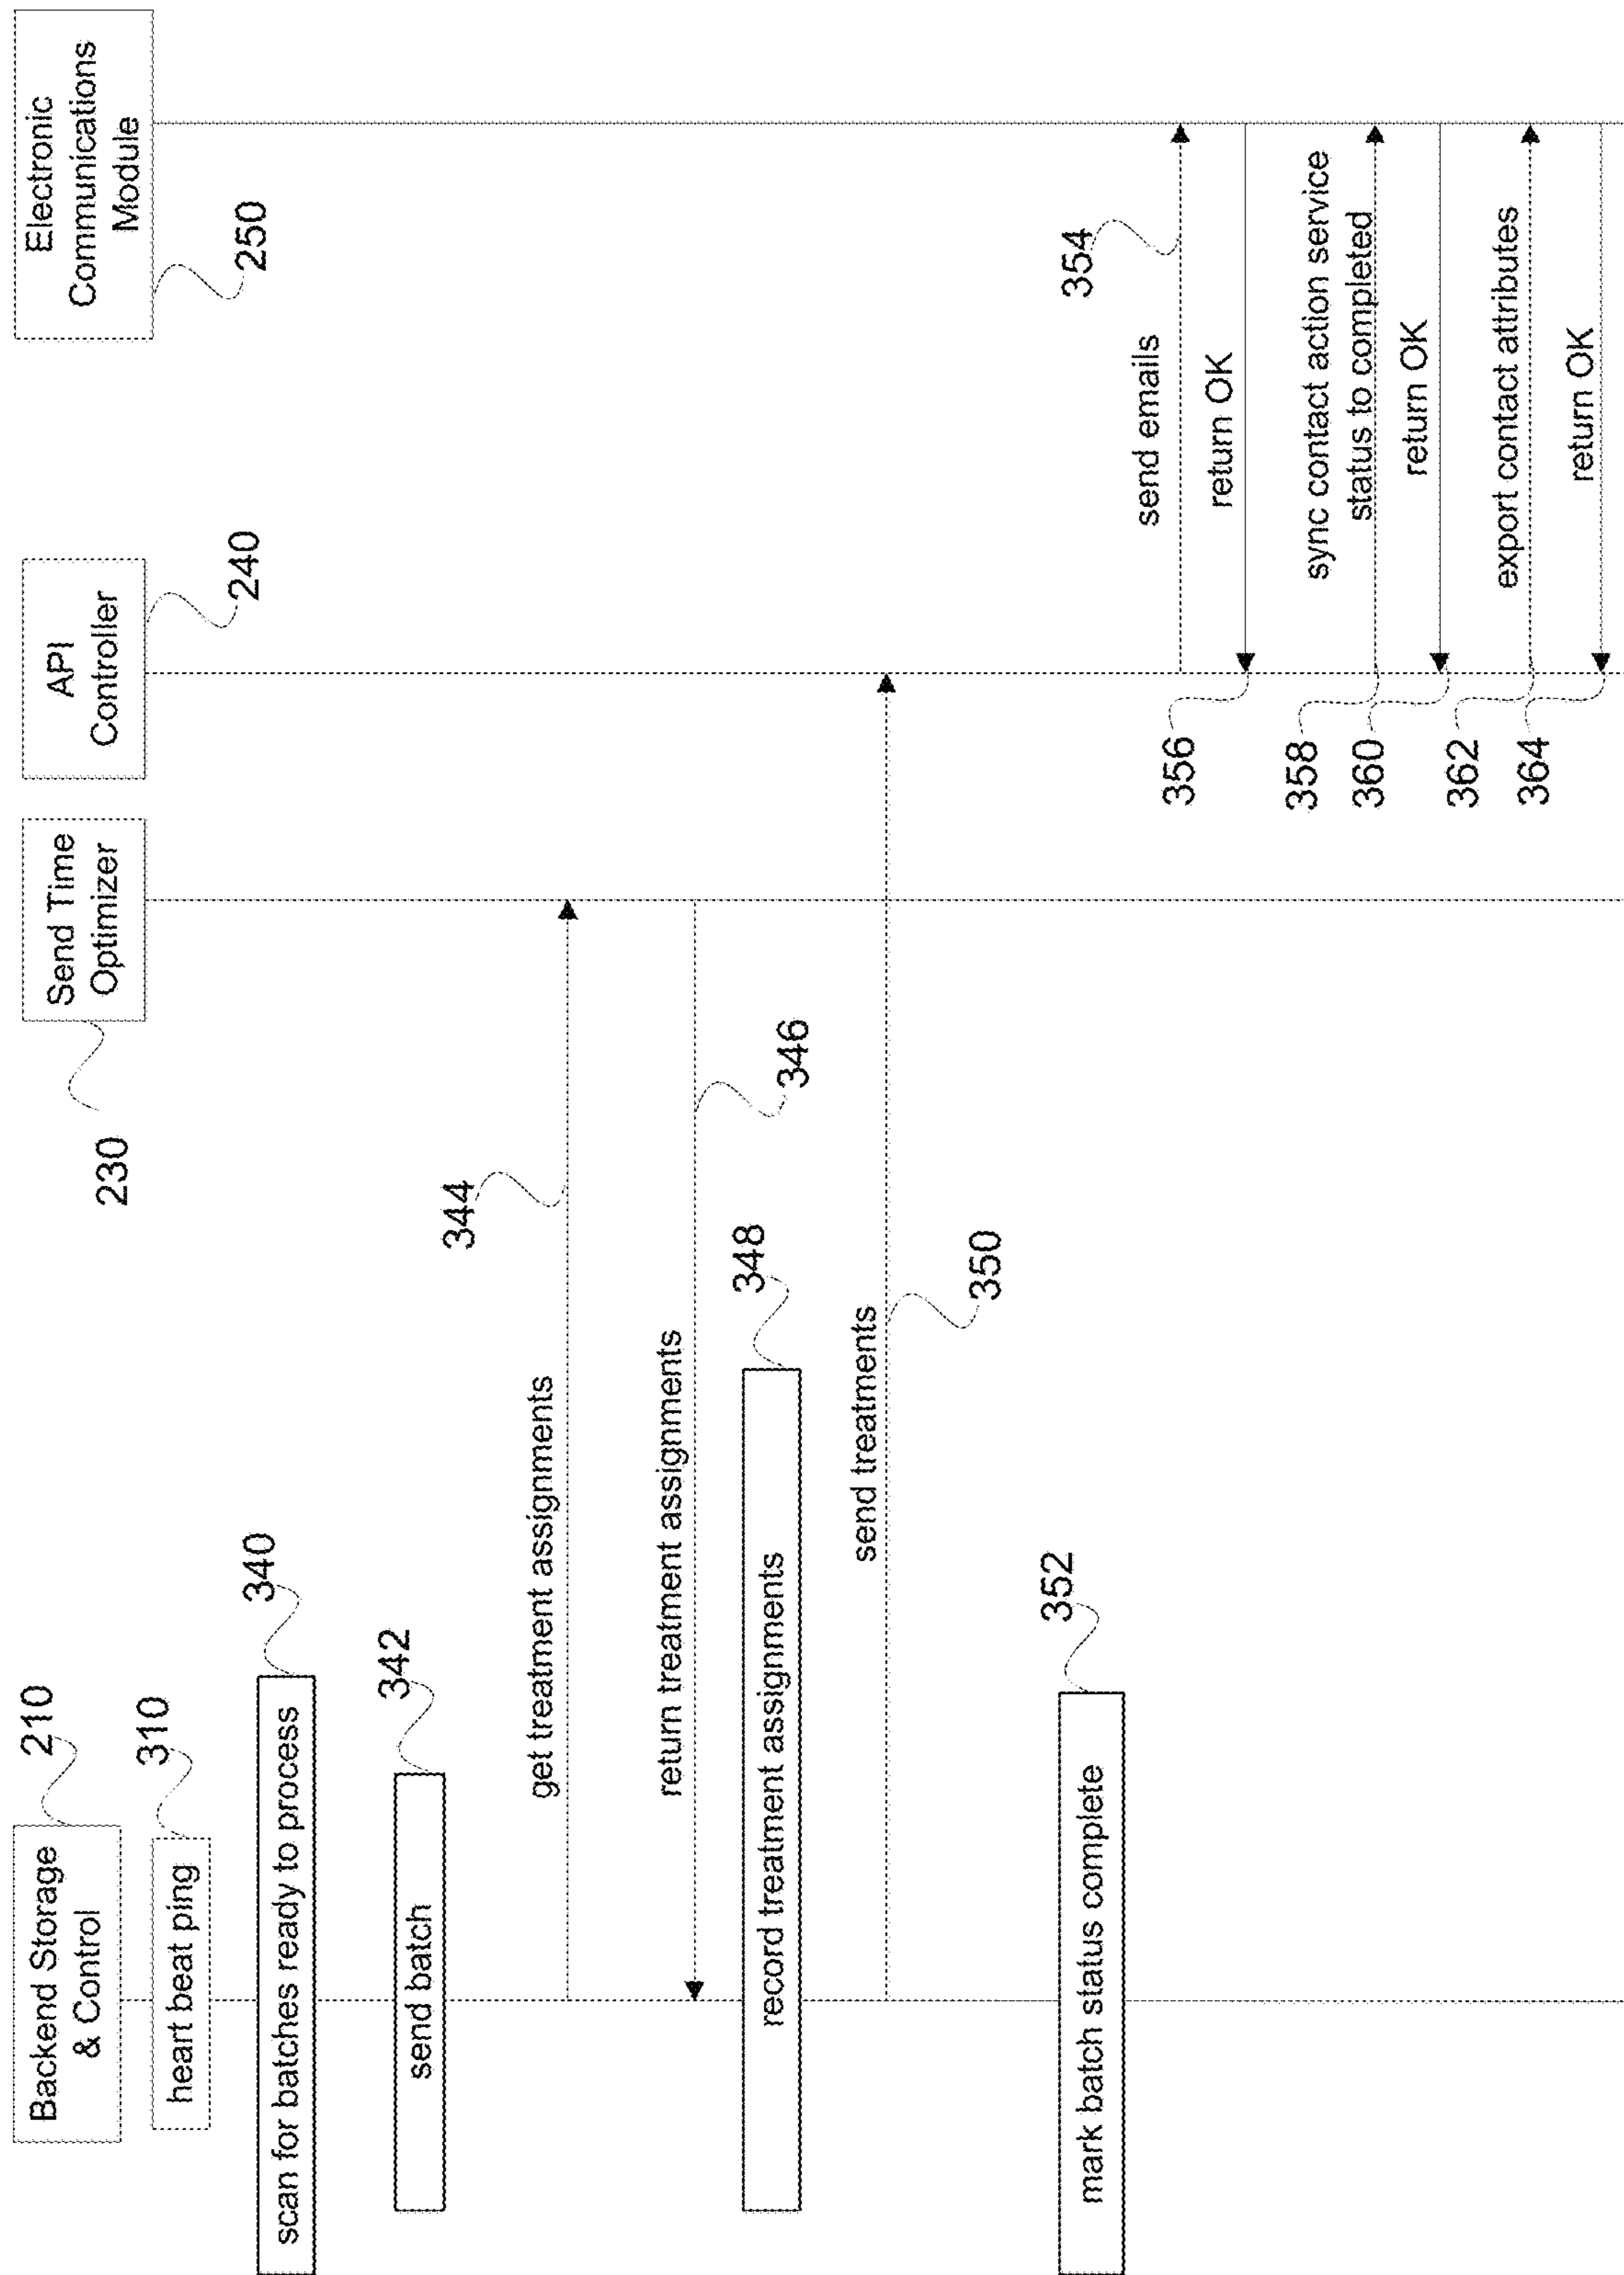 Backend Storage
& Control
210
Send Time
Optimizer
230
API
Controller
240
Electronic
Communications
Module
250
heart beat ping
310
scan for batches ready to process
340
send batch
342
get treatment assignments
344
return treatment assignments
346
record treatment assignments
348
send treatments
350
mark batch status complete
352
send emails
354
return OK
356
sync contact action service
status to completed
358
return OK
360
export contact attributes
362
return OK
364